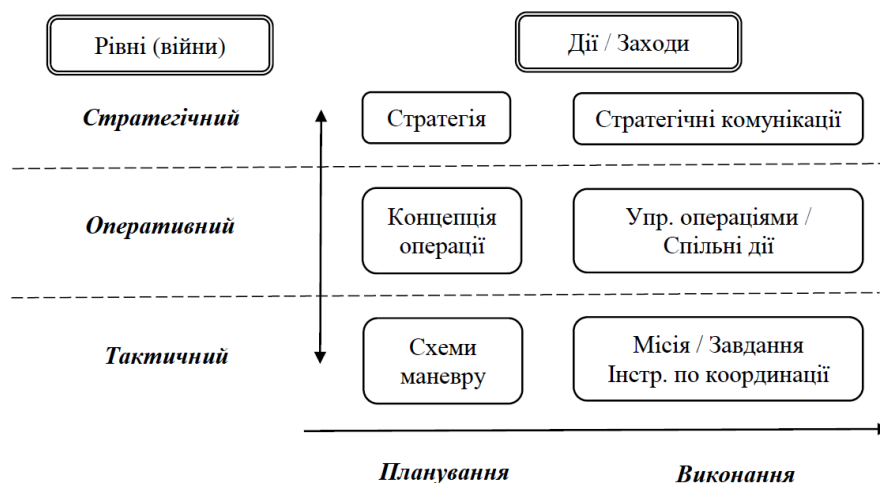 Рівні (війни)
Дії / Заходи
Стратегічний
Стратегія
Стратегічні комунікації
Оперативний
Концепція
операції
Упр. операціями /
Спільні дії
Тактичний
Схеми
маневру
Місія / Завдання
Інстр. по координації
Планування
Виконання